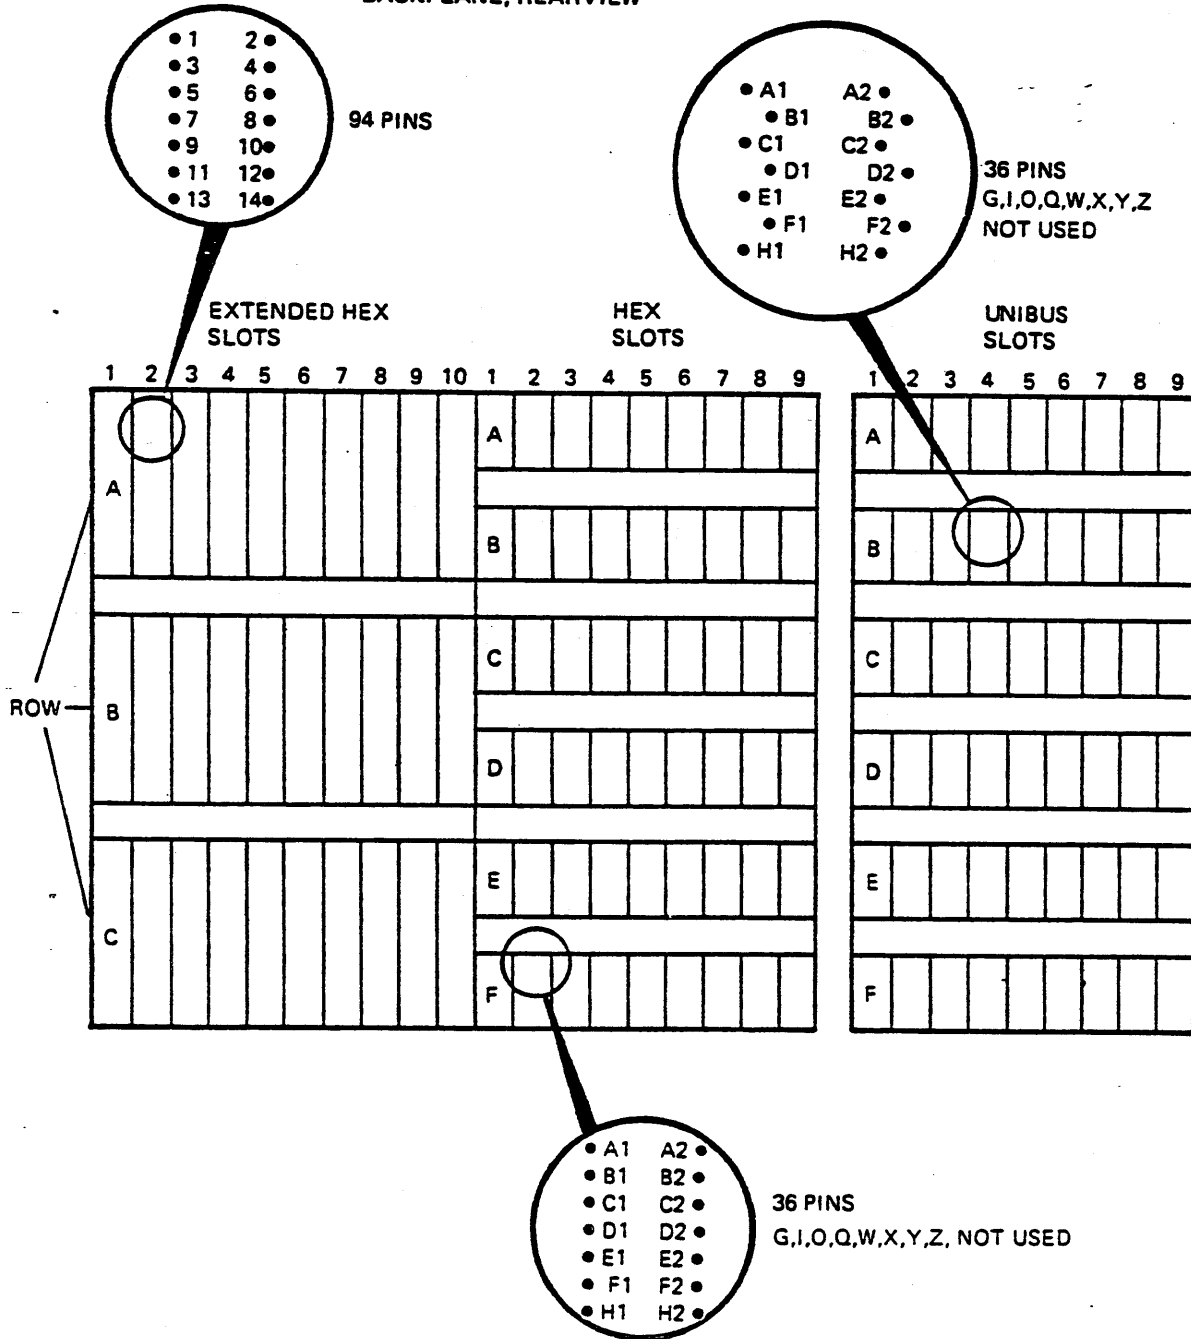 BACKPLANE, REAR VIEW
1 2
3 4
5 6
7 8
9 10
11 12
13 14
94 PINS
A1 A2
B1 B2
C1 C2
D1 D2
E1 E2
F1 F2
H1 H2
36 PINS
G,I,O,Q,W,X,Y,Z
NOT USED
EXTENDED HEX
SLOTS
HEX
SLOTS
UNIBUS
SLOTS
1 2 3 4 5 6 7 8 9 10
1 2 3 4 5 6 7 8 9
1 2 3 4 5 6 7 8 9
A
B
C
ROW
A
B
C
D
E
F
A
B
C
D
E
F
A1 A2
B1 B2
C1 C2
D1 D2
E1 E2
F1 F2
H1 H2
36 PINS
G,I,O,Q,W,X,Y,Z, NOT USED